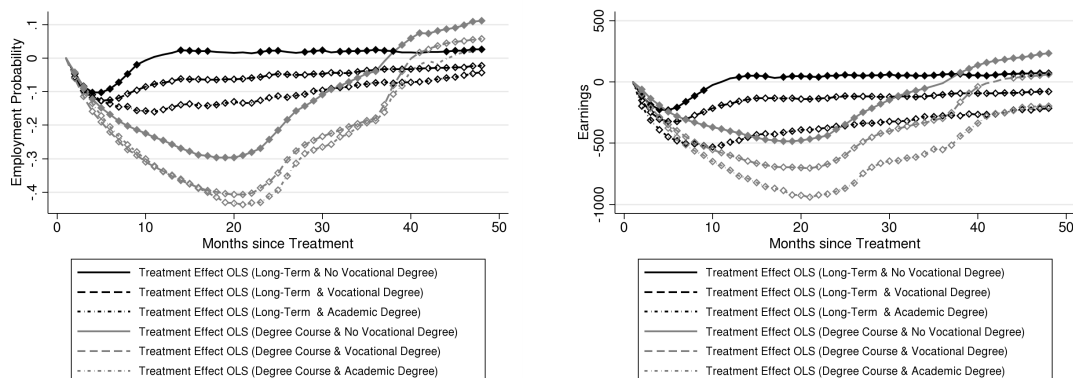 .1
0
-.1
-.2
-.3
-.4
Employment Probability
0 10 20 30 40 50
Months since Treatment
Treatment Effect OLS (Long-Term & No Vocational Degree)
Treatment Effect OLS (Long-Term & Vocational Degree)
Treatment Effect OLS (Long-Term & Academic Degree)
Treatment Effect OLS (Degree Course & No Vocational Degree)
Treatment Effect OLS (Degree Course & Vocational Degree)
Treatment Effect OLS (Degree Course & Academic Degree)
500
0
-500
-1000
Earnings
0 10 20 30 40 50
Months since Treatment
Treatment Effect OLS (Long-Term & No Vocational Degree)
Treatment Effect OLS (Long-Term & Vocational Degree)
Treatment Effect OLS (Long-Term & Academic Degree)
Treatment Effect OLS (Degree Course & No Vocational Degree)
Treatment Effect OLS (Degree Course & Vocational Degree)
Treatment Effect OLS (Degree Course & Academic Degree)